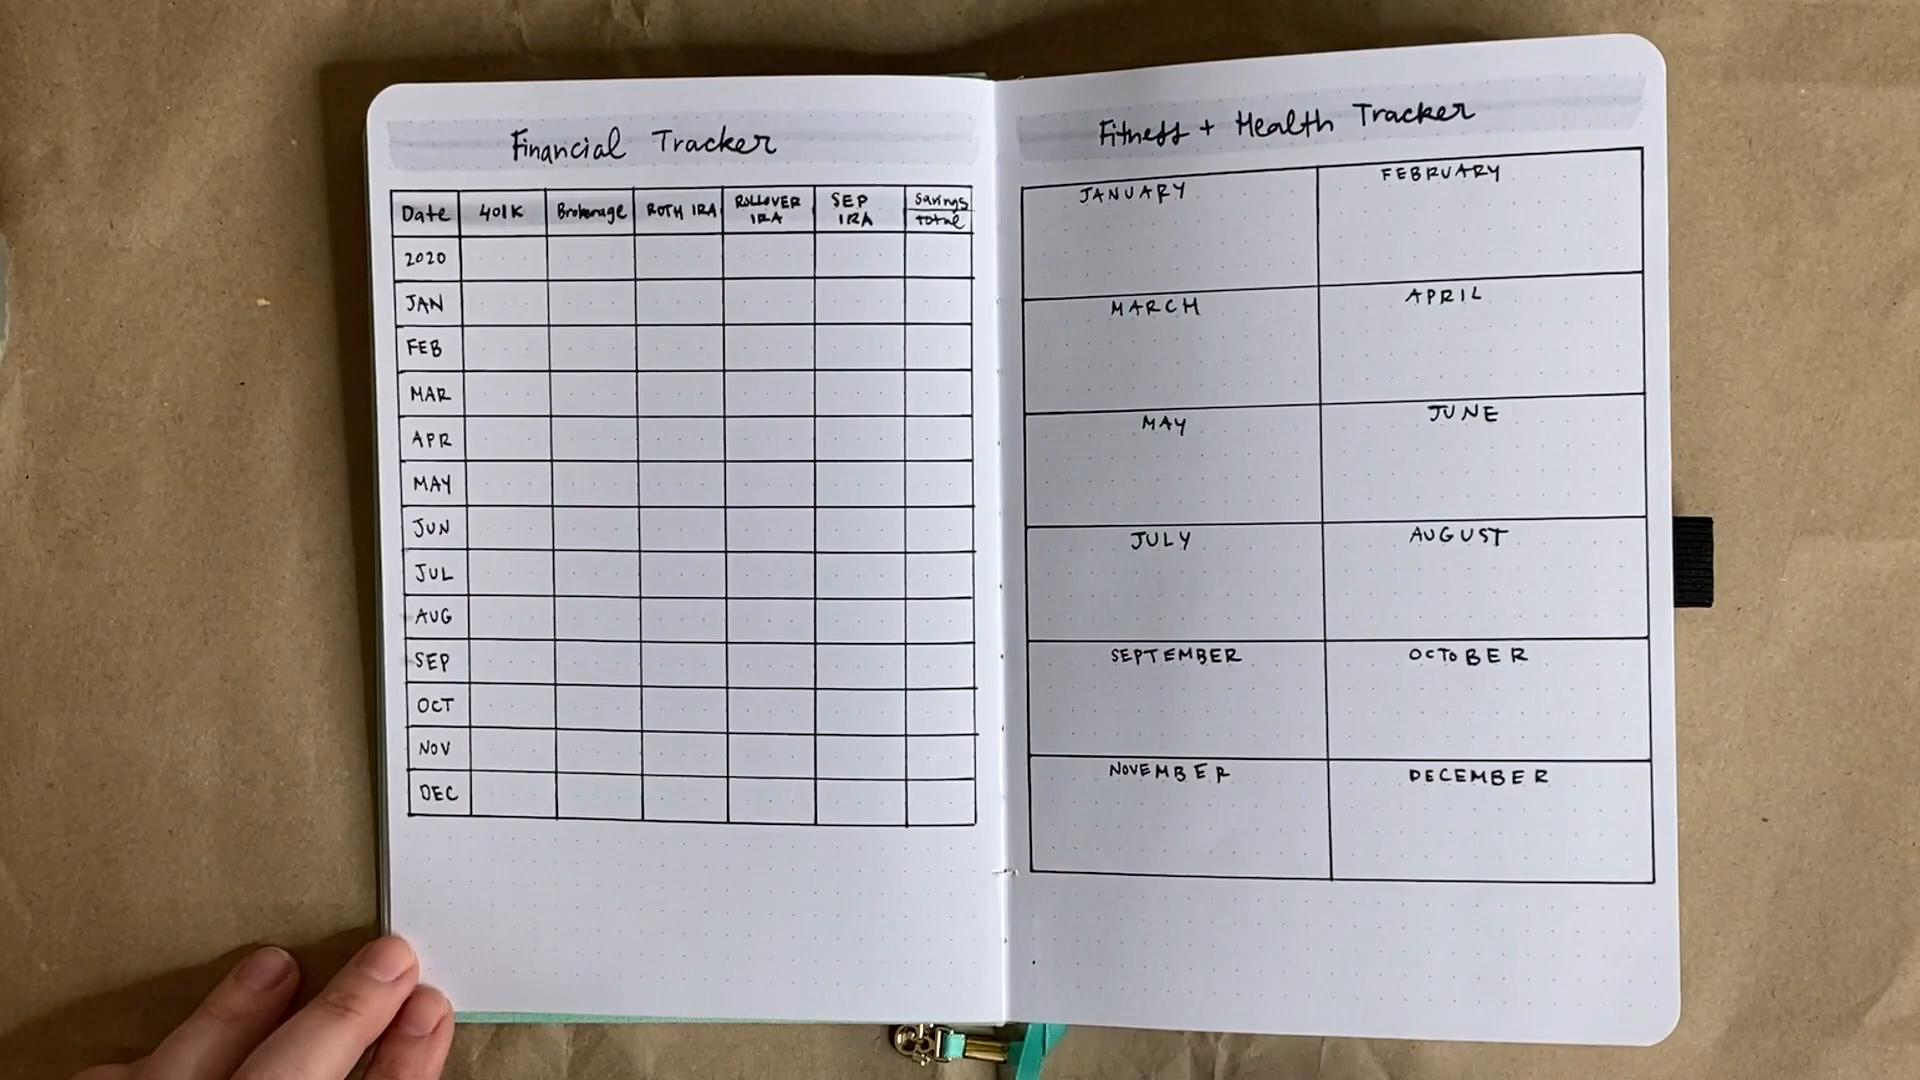 Financial Tracker
Date 401K Brokerage ROTH IRA ROLLOVER IRA SEP IRA Savings total
2020
JAN
FEB
MAR
APR
MAY
JUN
JUL
AUG
SEP
OCT
NOV
DEC
Fitness + Health Tracker
JANUARY FEBRUARY
MARCH APRIL
MAY JUNE
JULY AUGUST
SEPTEMBER OCTOBER
NOVEMBER DECEMBER